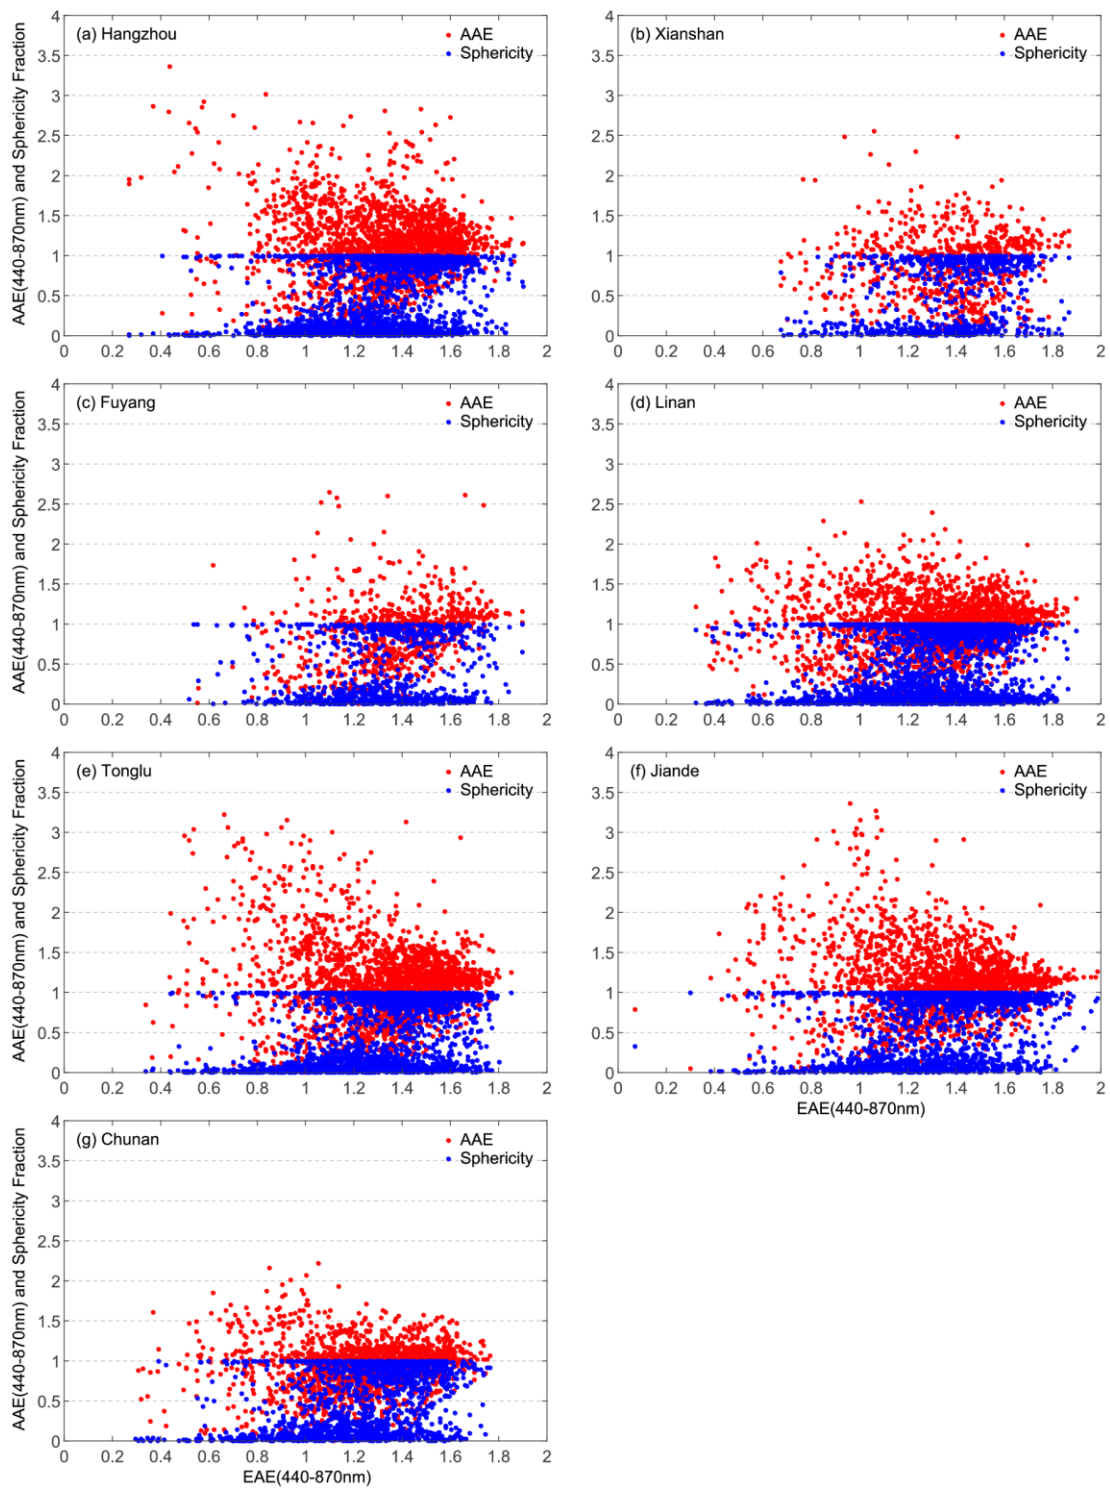 (a) Hangzhou
AAE
Sphericity
AAE(440-870nm) and Sphericity Fraction
4
3.5
3
2.5
2
1.5
1
0.5
0
0 0.2 0.4 0.6 0.8 1 1.2 1.4 1.6 1.8 2
(b) Xianshan
AAE
Sphericity
4
3.5
3
2.5
2
1.5
1
0.5
0
0 0.2 0.4 0.6 0.8 1 1.2 1.4 1.6 1.8 2
(c) Fuyang
AAE
Sphericity
AAE(440-870nm) and Sphericity Fraction
4
3.5
3
2.5
2
1.5
1
0.5
0
0 0.2 0.4 0.6 0.8 1 1.2 1.4 1.6 1.8 2
(d) Linan
AAE
Sphericity
4
3.5
3
2.5
2
1.5
1
0.5
0
0 0.2 0.4 0.6 0.8 1 1.2 1.4 1.6 1.8 2
(e) Tonglu
AAE
Sphericity
AAE(440-870nm) and Sphericity Fraction
4
3.5
3
2.5
2
1.5
1
0.5
0
0 0.2 0.4 0.6 0.8 1 1.2 1.4 1.6 1.8 2
(f) Jiande
AAE
Sphericity
4
3.5
3
2.5
2
1.5
1
0.5
0
0 0.2 0.4 0.6 0.8 1 1.2 1.4 1.6 1.8 2
EAE(440-870nm)
(g) Chunan
AAE
Sphericity
AAE(440-870nm) and Sphericity Fraction
4
3.5
3
2.5
2
1.5
1
0.5
0
0 0.2 0.4 0.6 0.8 1 1.2 1.4 1.6 1.8 2
EAE(440-870nm)